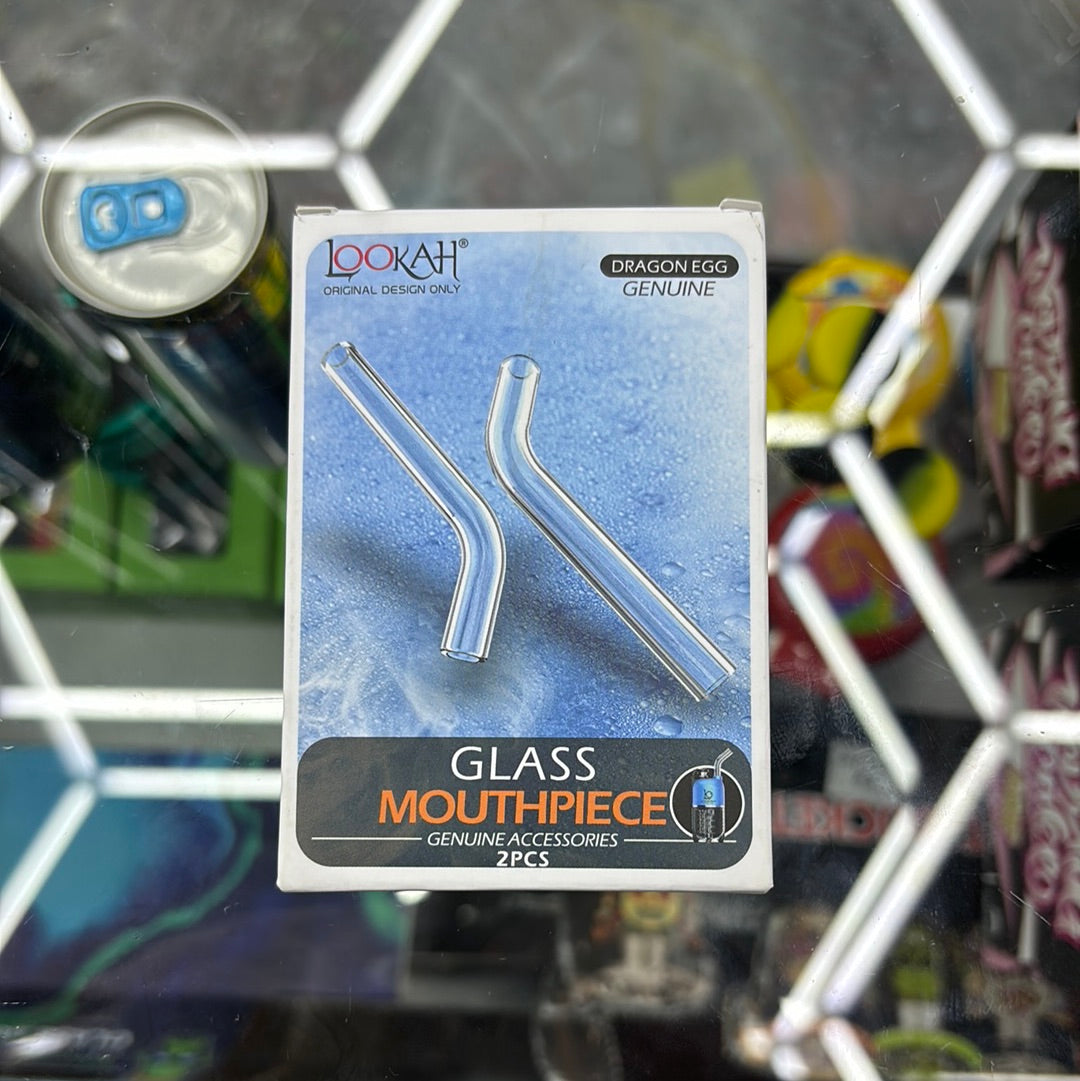 LOOKAH®
ORIGINAL DESIGN ONLY
DRAGON EGG
GENUINE
GLASS
MOUTHPIECE
GENUINE ACCESSORIES
2PCS